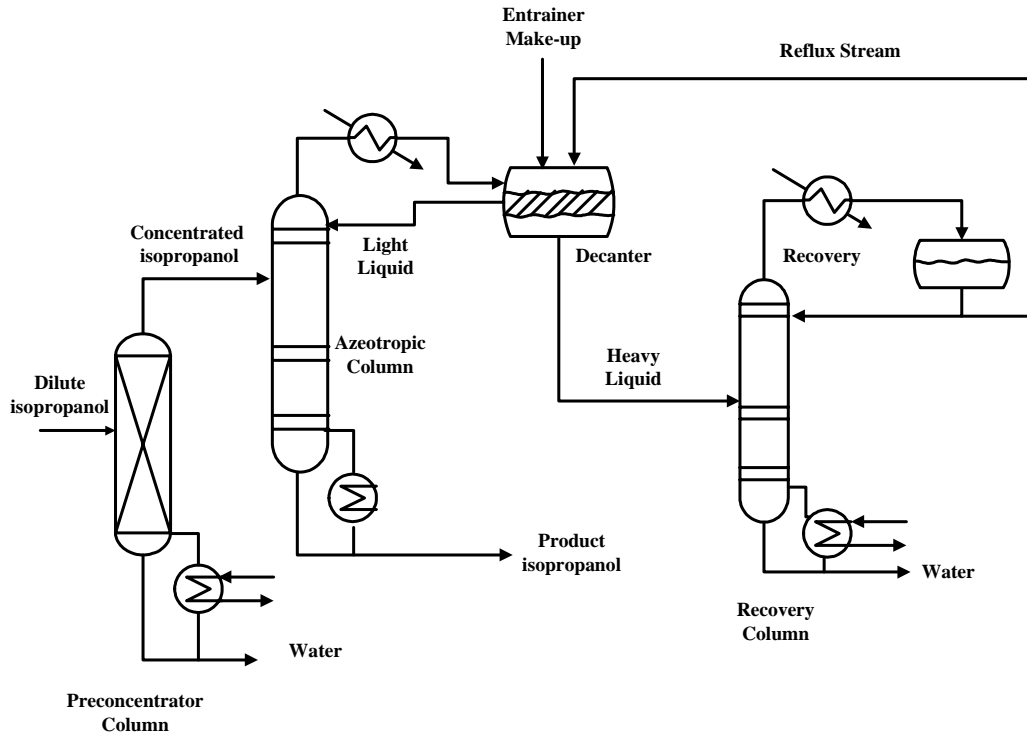 Entrainer
Make-up
Reflux Stream
Concentrated
isopropanol
Light
Liquid
Decanter
Recovery
Azeotropic
Column
Heavy
Liquid
Dilute
isopropanol
Product
isopropanol
Water
Recovery
Column
Water
Preconcentrator
Column